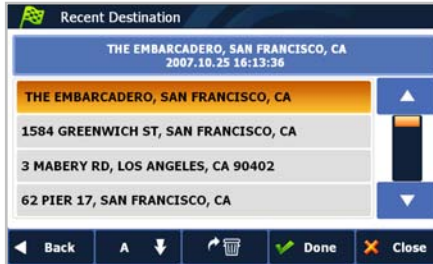 Recent Destination
THE EMBARCADERO, SAN FRANCISCO, CA
2007.10.25 16:13:36
THE EMBARCADERO, SAN FRANCISCO, CA
1584 GREENWICH ST, SAN FRANCISCO, CA
3 MABERY RD, LOS ANGELES, CA 90402
62 PIER 17, SAN FRANCISCO, CA
Back A Done Close